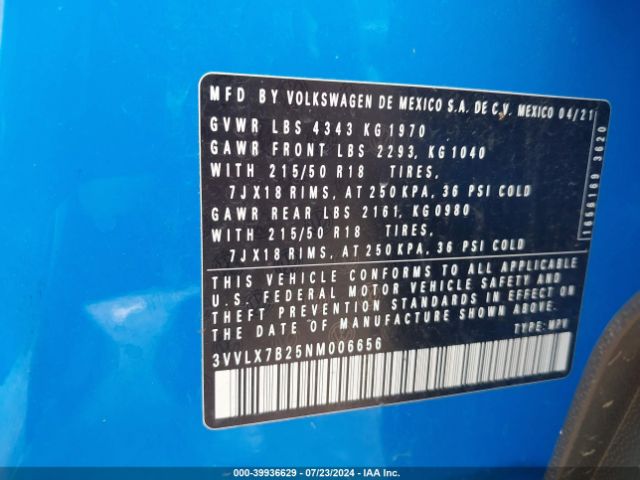 MFD BY VOLKSWAGEN DE MEXICO S.A. DE C.V. MEXICO 04/21
GVWR LBS 4343 KG 1970
GAWR FRONT LBS 2293, KG 1040
WITH 215/50 R18 TIRES,
7JX18 RIMS, AT 250 KPA, 36 PSI COLD
GAWR REAR LBS 2161, KG 0980
WITH 215/50 R18 TIRES,
7JX18 RIMS, AT 250 KPA, 36 PSI COLD
THIS VEHICLE CONFORMS TO ALL APPLICABLE
U.S. FEDERAL MOTOR VEHICLE SAFETY AND
THEFT PREVENTION STANDARDS IN EFFECT ON
THE DATE OF MANUFACTURE SHOWN ABOVE.
TYPE: MPV
3VVLX7B25NM006656
1656169 3620
000-39936629 - 07/23/2024 - IAA Inc.